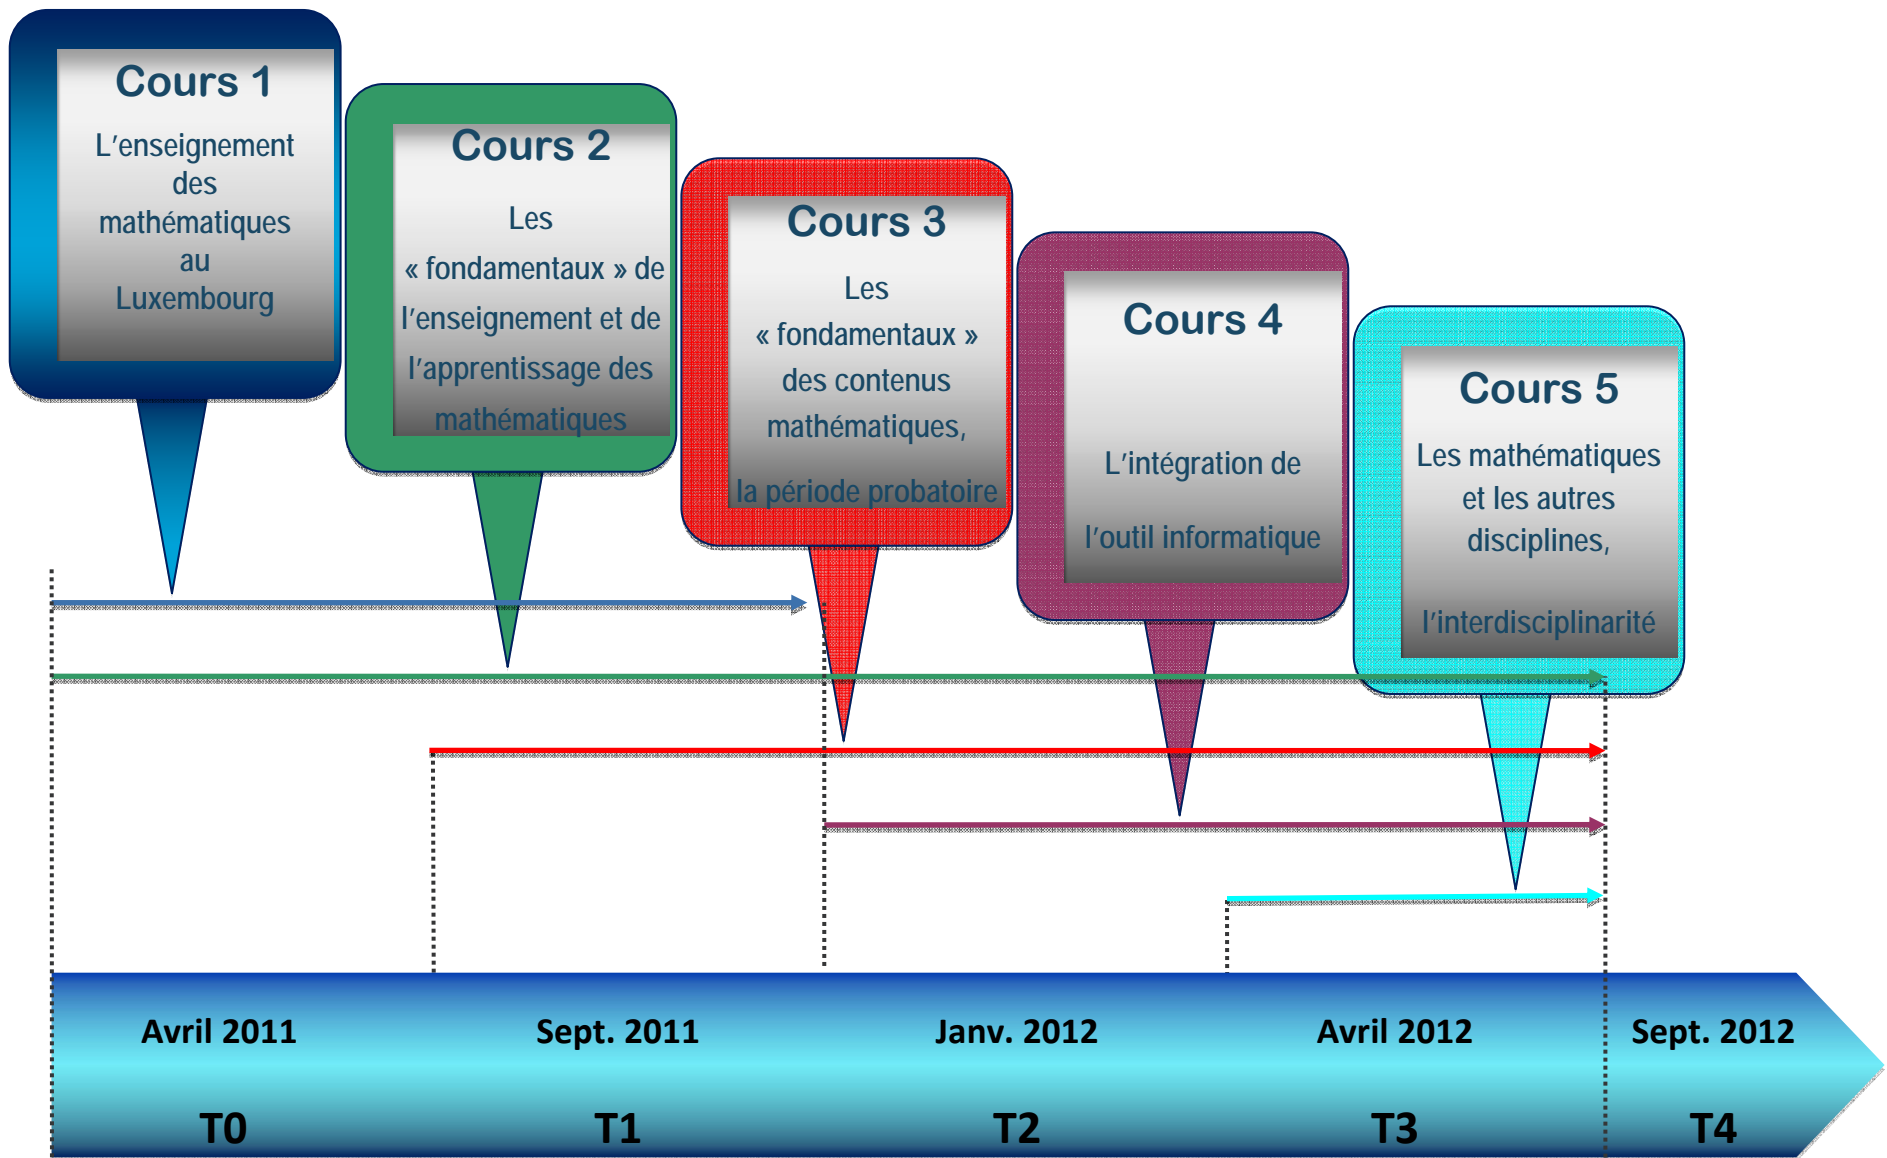 Cours 1
L'enseignement
des
mathématiques
au
Luxembourg
Cours 2
Les
« fondamentaux » de
l'enseignement et de
l'apprentissage des
mathématiques
Cours 3
Les
« fondamentaux »
des contenus
mathématiques,
la période probatoire
Cours 4
L'intégration de
l'outil informatique
Cours 5
Les mathématiques
et les autres
disciplines,
l'interdisciplinarité
Avril 2011
Sept. 2011
Janv. 2012
Avril 2012
Sept. 2012
T0
T1
T2
T3
T4